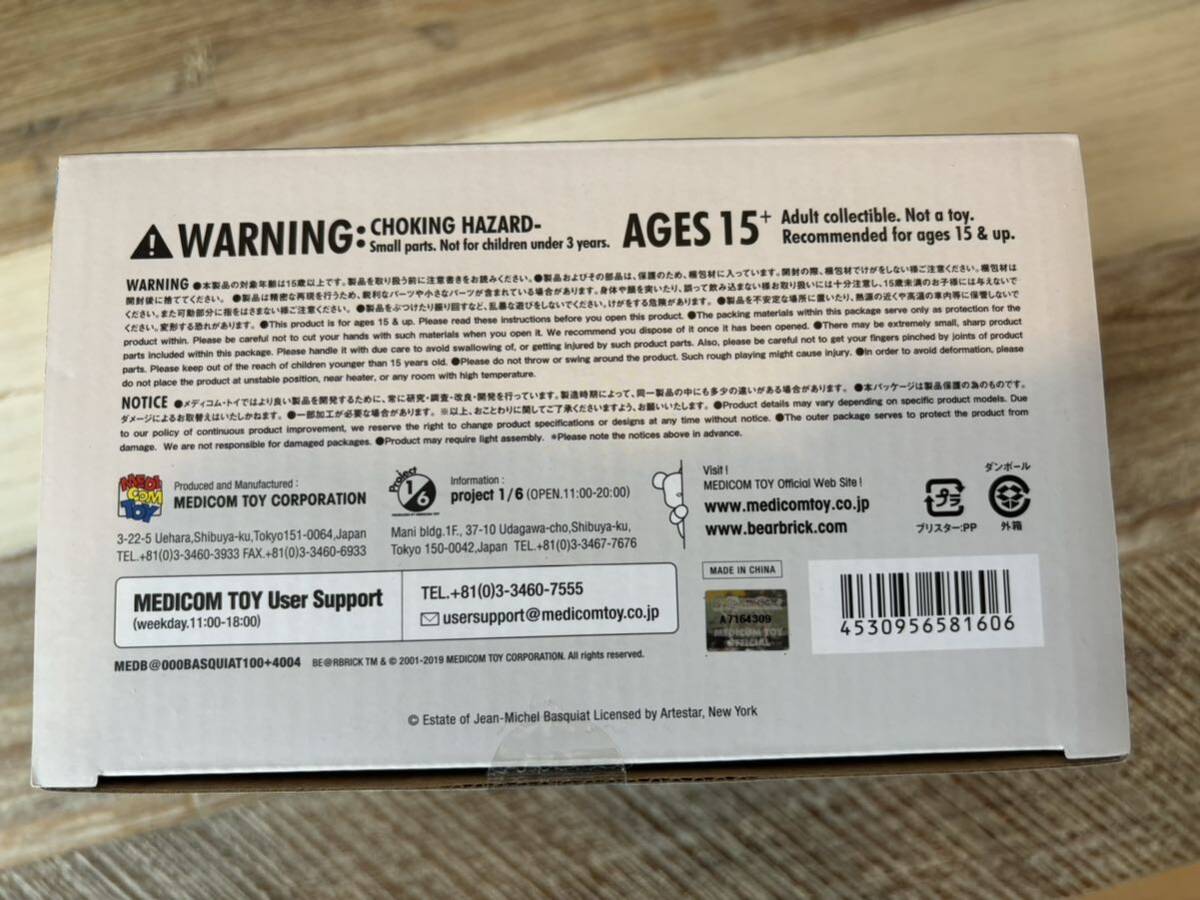 WARNING: CHOKING HAZARD-
Small parts. Not for children under 3 years.
AGES 15+
Adult collectible. Not a toy.
Recommended for ages 15 & up.
WARNING ●本製品の対象年齢は15歳以上です。製品を取り扱う前に注意書きをお読みください。●製品およびその部品は、保護のため、梱包材に入っています。開封の際、梱包材でけがをしない様ご注意ください。梱包材は
開封後に捨ててください。 ●製品は精密な再現を行うため、鋭利なパーツや小さなパーツが含まれている場合があります。身体や顔を突いたり、誤って飲み込まない様お取り扱いには十分注意し、15歳未満のお子様には与えないで
ください。また可動部分に指をはさまない様ご注意ください。 ●製品をぶつけたり振り回すなど、乱暴な遊びをしないでください。けがをする危険があります。 ●製品を不安定な場所に置いたり、熱源の近くや高温の車内等に保管しないで
ください。変形する恐れがあります。 ●This product is for ages 15 & up. Please read these instructions before you open this product. ●The packing materials within this package serve only as protection for the
product within. Please be careful not to cut your hands with such materials when you open it. We recommend you dispose of it once it has been opened. ●There may be extremely small, sharp product
parts included within this package. Please handle it with due care to avoid swallowing of, or getting injured by such product parts. Also, please be careful not to get your fingers pinched by joints of product
parts. Please keep out of the reach of children younger than 15 years old. ●Please do not throw or swing around the product. Such rough playing might cause injury. ●In order to avoid deformation, please
do not place the product at unstable position, near heater, or any room with high temperature.
NOTICE ●メディコム・トイではより良い製品を開発するために、常に研究・調査・改良・開発を行っています。製造時期によって、同一製品の中にも多少の違いがある場合があります。 ●本パッケージは製品保護の為のものです。
ダメージによるお取替えはいたしかねます。 ●一部加工が必要な場合があります。 ※以上、おことわりに関してご了承くださいますよう、お願いいたします。 ●Product details may vary depending on specific product models. Due
to our policy of continuous product improvement, we reserve the right to change product specifications or designs at any time without notice. ●The outer package serves to protect the product from
damage. We are not responsible for damaged packages. ●Product may require light assembly. *Please note the notices above in advance.
MEDI
COM
TOY
Produced and Manufactured :
MEDICOM TOY CORPORATION
3-22-5 Uehara,Shibuya-ku,Tokyo151-0064,Japan
TEL.+81(0)3-3460-3933 FAX.+81(0)3-3460-6933
Project
1/6
Information :
project 1/6 (OPEN.11:00-20:00)
Mani bldg.1F., 37-10 Udagawa-cho,Shibuya-ku,
Tokyo 150-0042,Japan TEL.+81(0)3-3467-7676
Visit !
MEDICOM TOY Official Web Site !
www.medicomtoy.co.jp
www.bearbrick.com
プラ
ブリスター:PP
ダンボール
外箱
MEDICOM TOY User Support
(weekday.11:00-18:00)
TEL.+81(0)3-3460-7555
usersupport@medicomtoy.co.jp
MADE IN CHINA
A7164309
MEDICOM TOY
OFFICIAL
4530956581606
MEDB@000BASQUIAT100+4004
BE@RBRICK TM & © 2001-2019 MEDICOM TOY CORPORATION. All rights reserved.
© Estate of Jean-Michel Basquiat Licensed by Artestar, New York